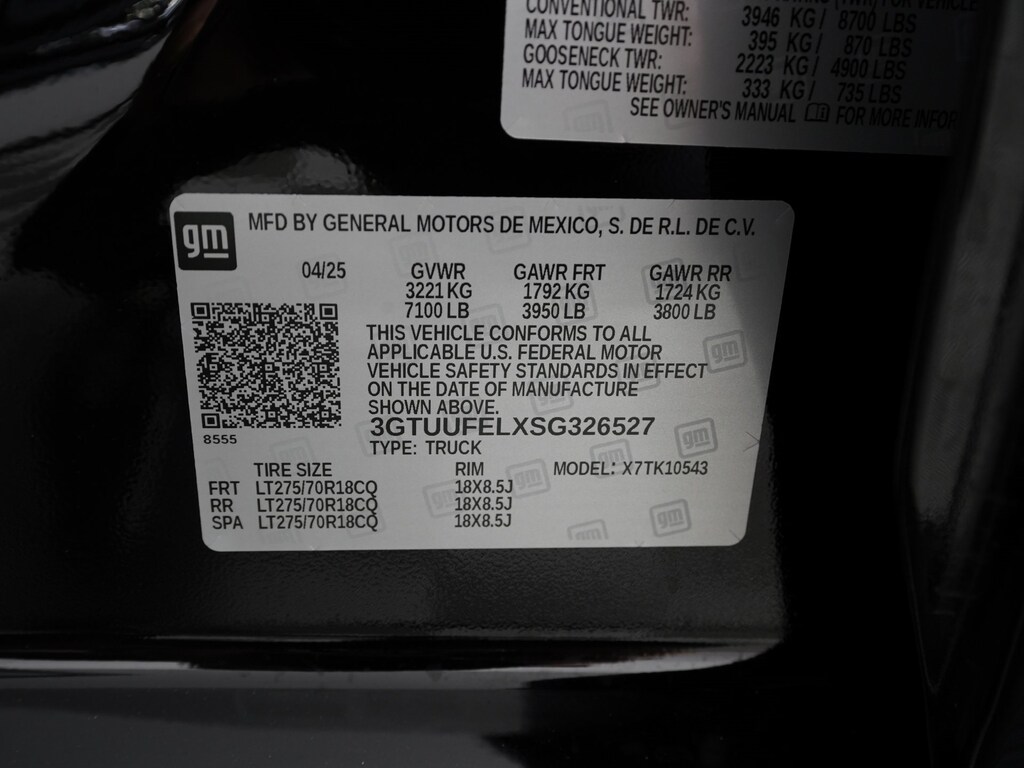 CONVENTIONAL TWR: 3946 KG / 8700 LBS
MAX TONGUE WEIGHT: 395 KG / 870 LBS
GOOSENECK TWR: 2223 KG / 4900 LBS
MAX TONGUE WEIGHT: 333 KG / 735 LBS
SEE OWNER'S MANUAL FOR MORE INFOR
gm MFD BY GENERAL MOTORS DE MEXICO, S. DE R.L. DE C.V.
04/25 GVWR GAWR FRT GAWR RR
3221 KG 1792 KG 1724 KG
7100 LB 3950 LB 3800 LB
THIS VEHICLE CONFORMS TO ALL
APPLICABLE U.S. FEDERAL MOTOR
VEHICLE SAFETY STANDARDS IN EFFECT
ON THE DATE OF MANUFACTURE
SHOWN ABOVE.
3GTUUFELXSG326527
8555
TYPE: TRUCK
TIRE SIZE RIM MODEL: X7TK10543
FRT LT275/70R18CQ 18X8.5J
RR LT275/70R18CQ 18X8.5J
SPA LT275/70R18CQ 18X8.5J